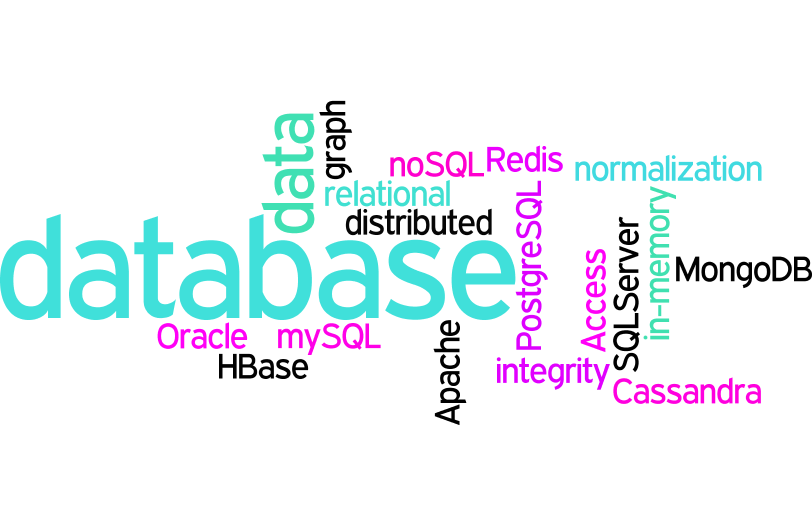 data
graph
noSQL
Redis
normalization
relational
distributed
PostgreSQL
in-memory
database
SQLServer
Access
MongoDB
Oracle
mySQL
Apache
HBase
integrity
Cassandra